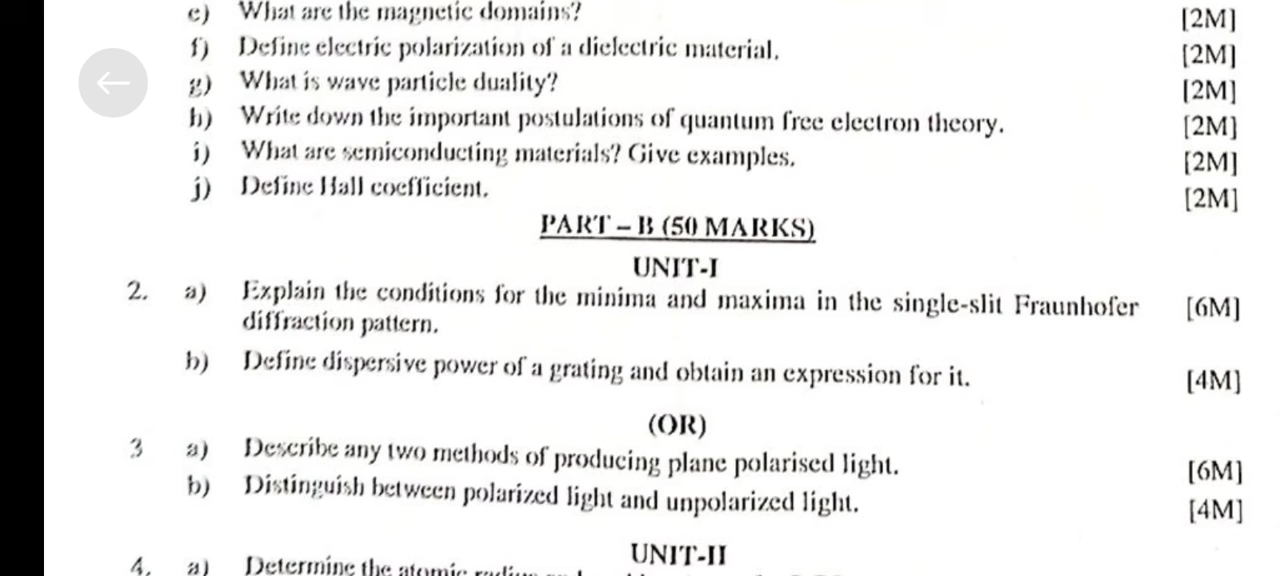 e) What are the magnetic domains? [2M]
f) Define electric polarization of a dielectric material. [2M]
g) What is wave particle duality? [2M]
h) Write down the important postulations of quantum free electron theory. [2M]
i) What are semiconducting materials? Give examples. [2M]
j) Define Hall coefficient. [2M]
PART – B (50 MARKS)
UNIT-I
2. a) Explain the conditions for the minima and maxima in the single-slit Fraunhofer [6M]
diffraction pattern.
b) Define dispersive power of a grating and obtain an expression for it. [4M]
(OR)
3 a) Describe any two methods of producing plane polarised light. [6M]
b) Distinguish between polarized light and unpolarized light. [4M]
UNIT-II
4. a) Determine the atomic radius